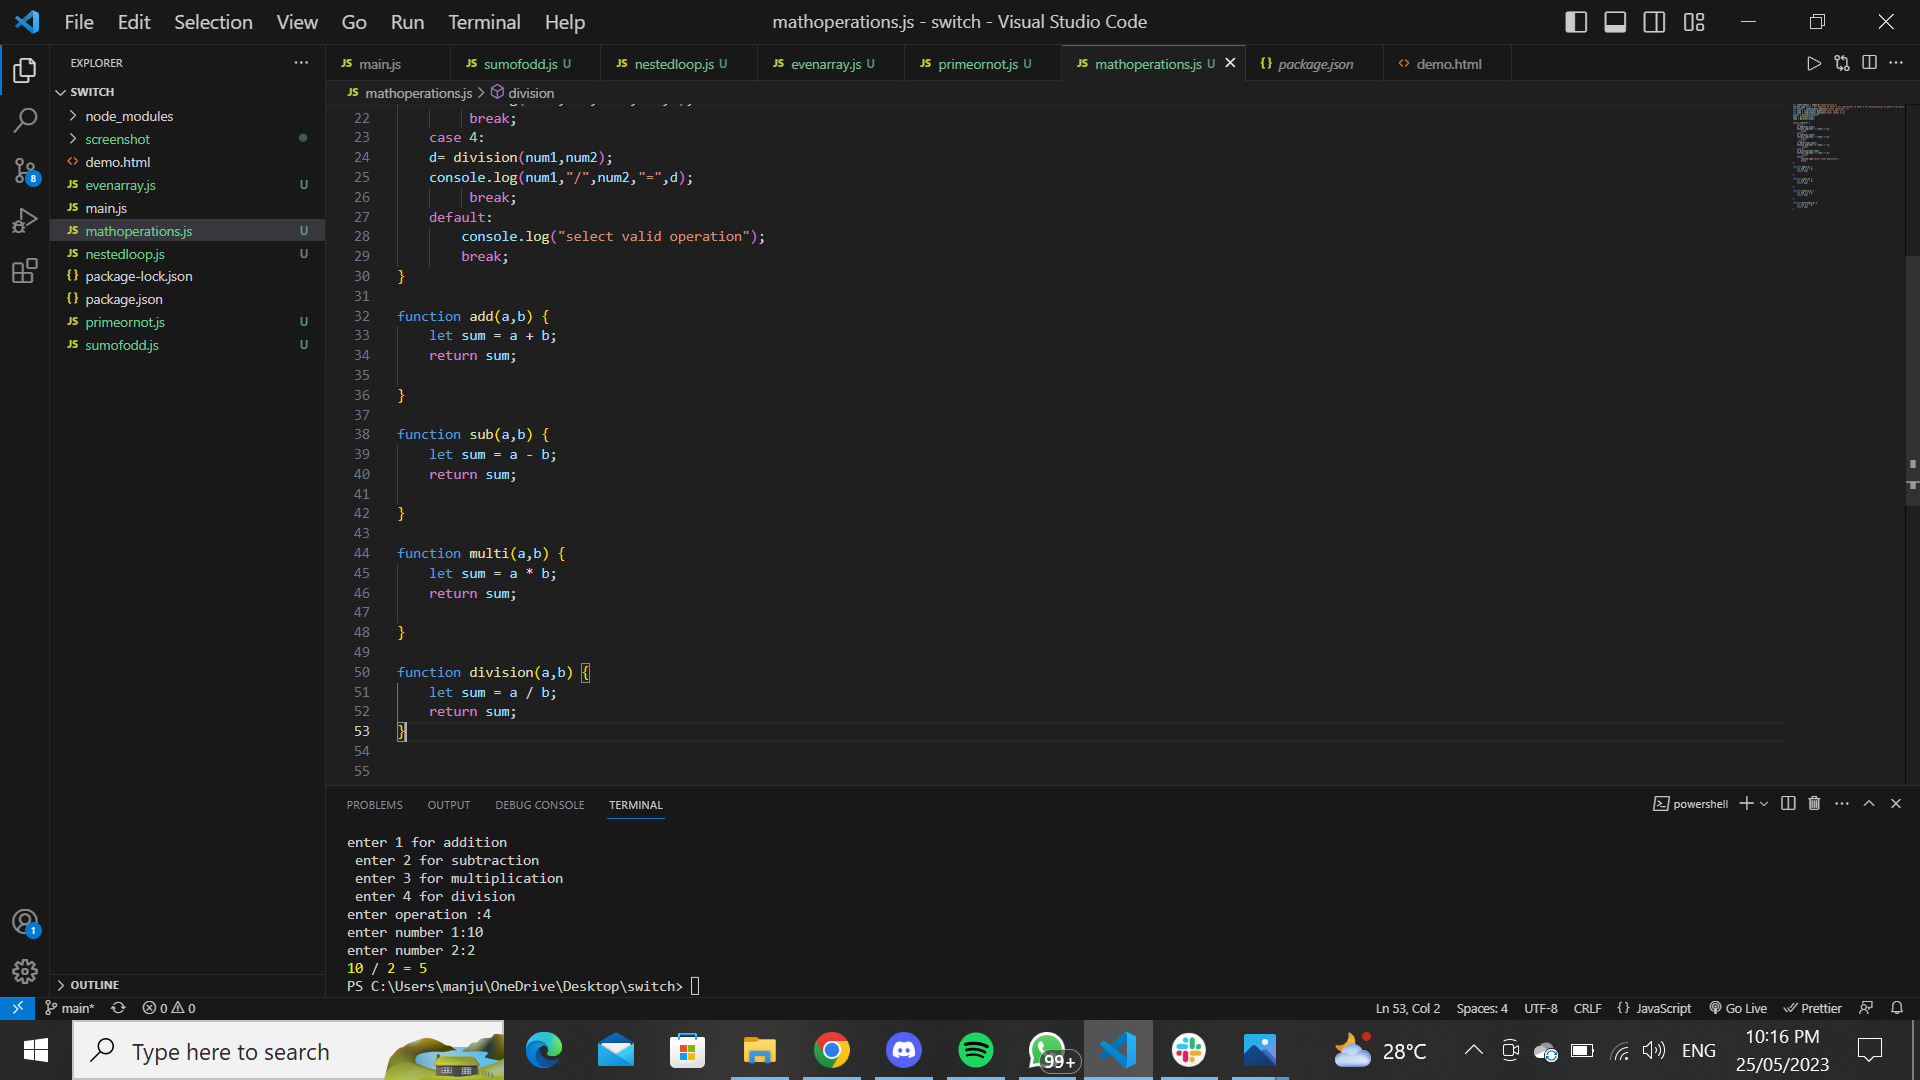 File Edit Selection View Go Run Terminal Help
mathoperations.js - switch - Visual Studio Code
EXPLORER
SWITCH
node_modules
screenshot
demo.html
JS evenarray.js U
JS main.js
JS mathoperations.js U
JS nestedloop.js U
{} package-lock.json
{} package.json
JS primeornot.js U
JS sumofodd.js U
OUTLINE
8
1
JS main.js
JS sumofodd.js U
JS nestedloop.js U
JS evenarray.js U
JS primeornot.js U
JS mathoperations.js U
{} package.json
<> demo.html
JS mathoperations.js > division
22 break;
23 case 4:
24 d= division(num1,num2);
25 console.log(num1,"/",num2,"=",d);
26 break;
27 default:
28 console.log("select valid operation");
29 break;
30 }
31
32 function add(a,b) {
33 let sum = a + b;
34 return sum;
35
36 }
37
38 function sub(a,b) {
39 let sum = a - b;
40 return sum;
41
42 }
43
44 function multi(a,b) {
45 let sum = a * b;
46 return sum;
47
48 }
49
50 function division(a,b) {
51 let sum = a / b;
52 return sum;
53 }
54
55
PROBLEMS OUTPUT DEBUG CONSOLE TERMINAL
powershell
enter 1 for addition
enter 2 for subtraction
enter 3 for multiplication
enter 4 for division
enter operation :4
enter number 1:10
enter number 2:2
10 / 2 = 5
PS C:\Users\manju\OneDrive\Desktop\switch>
main* 0 0
Ln 53, Col 2 Spaces: 4 UTF-8 CRLF {} JavaScript Go Live Prettier
Type here to search
99+
28°C
ENG
10:16 PM
25/05/2023